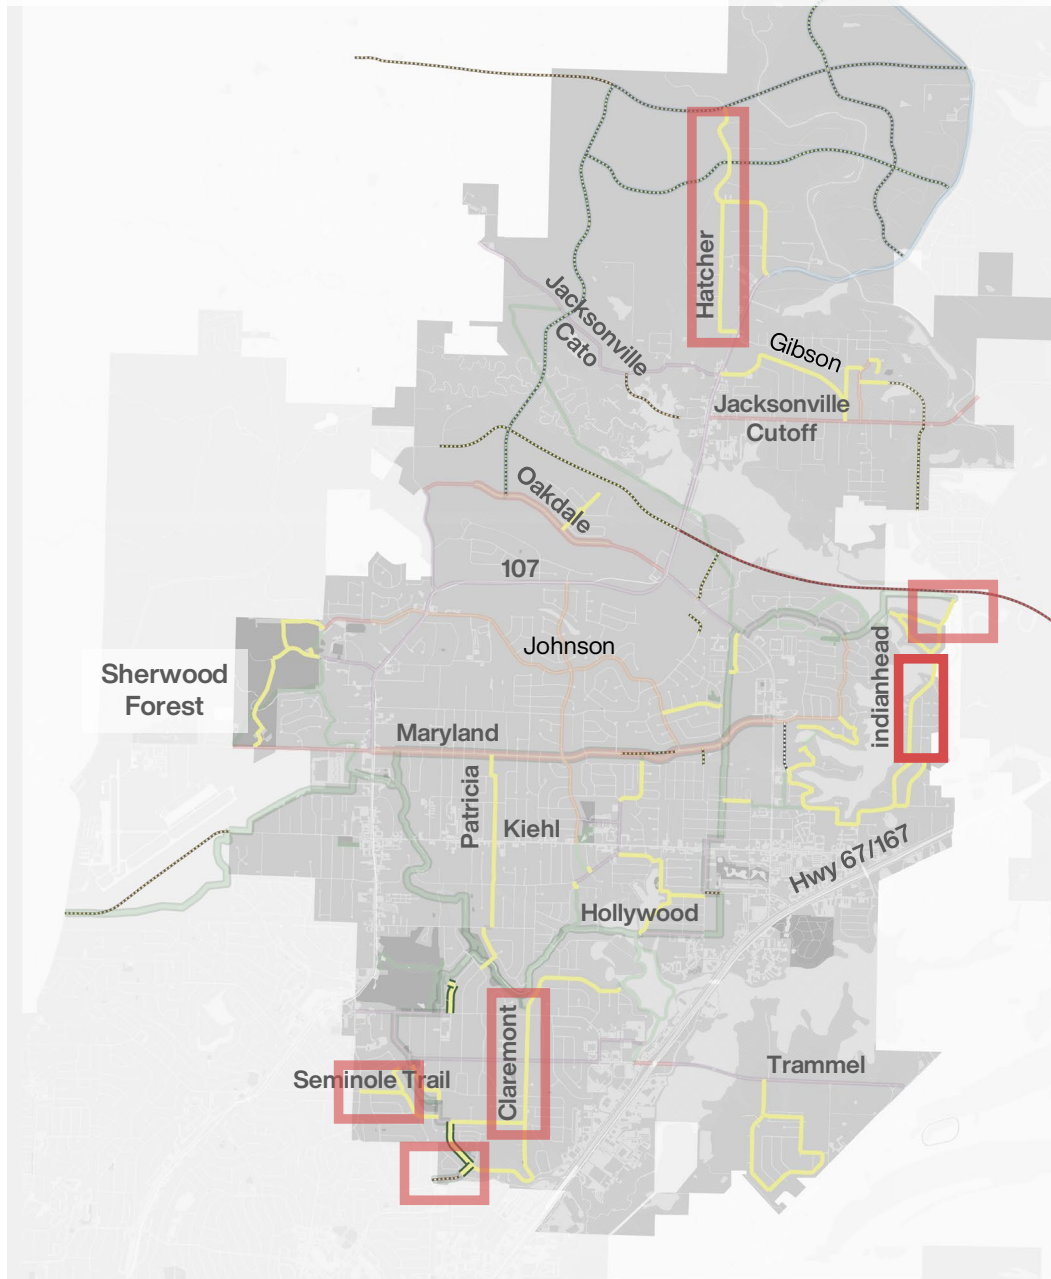 Hatcher
Jacksonville
Cato
Gibson
Jacksonville
Cutoff
Oakdale
107
Johnson
indianhead
Sherwood
Forest
Maryland
Patricia
Kiehl
Hwy 67/167
Hollywood
Claremont
Seminole Trail
Trammel